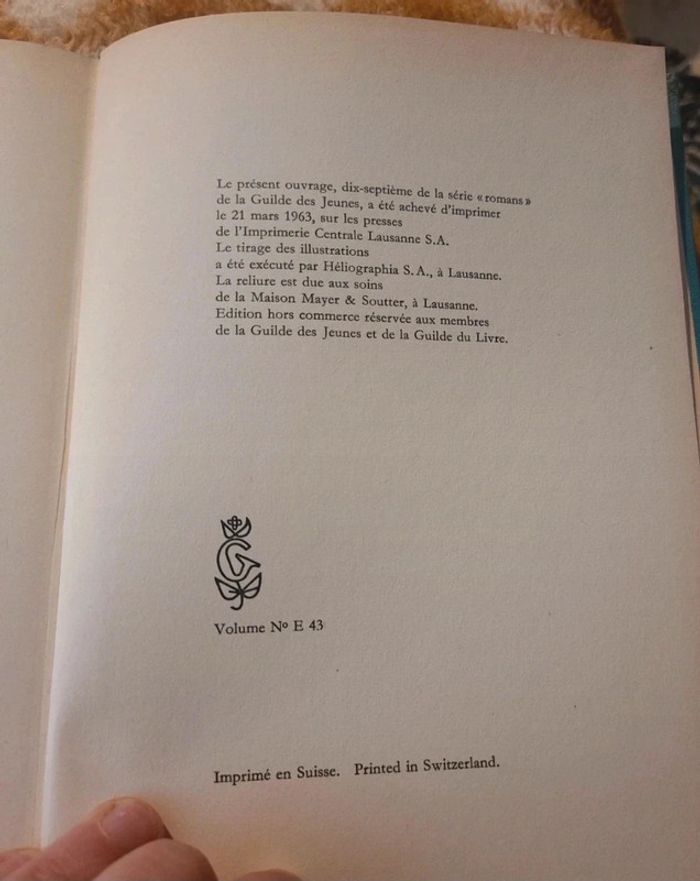 Le présent ouvrage, dix-septième de la série «romans»
de la Guilde des Jeunes, a été achevé d'imprimer
le 21 mars 1963, sur les presses
de l'Imprimerie Centrale Lausanne S.A.
Le tirage des illustrations
a été exécuté par Héliographia S.A., à Lausanne.
La reliure est due aux soins
de la Maison Mayer & Soutter, à Lausanne.
Edition hors commerce réservée aux membres
de la Guilde des Jeunes et de la Guilde du Livre.
G
Volume Nº E 43
Imprimé en Suisse. Printed in Switzerland.